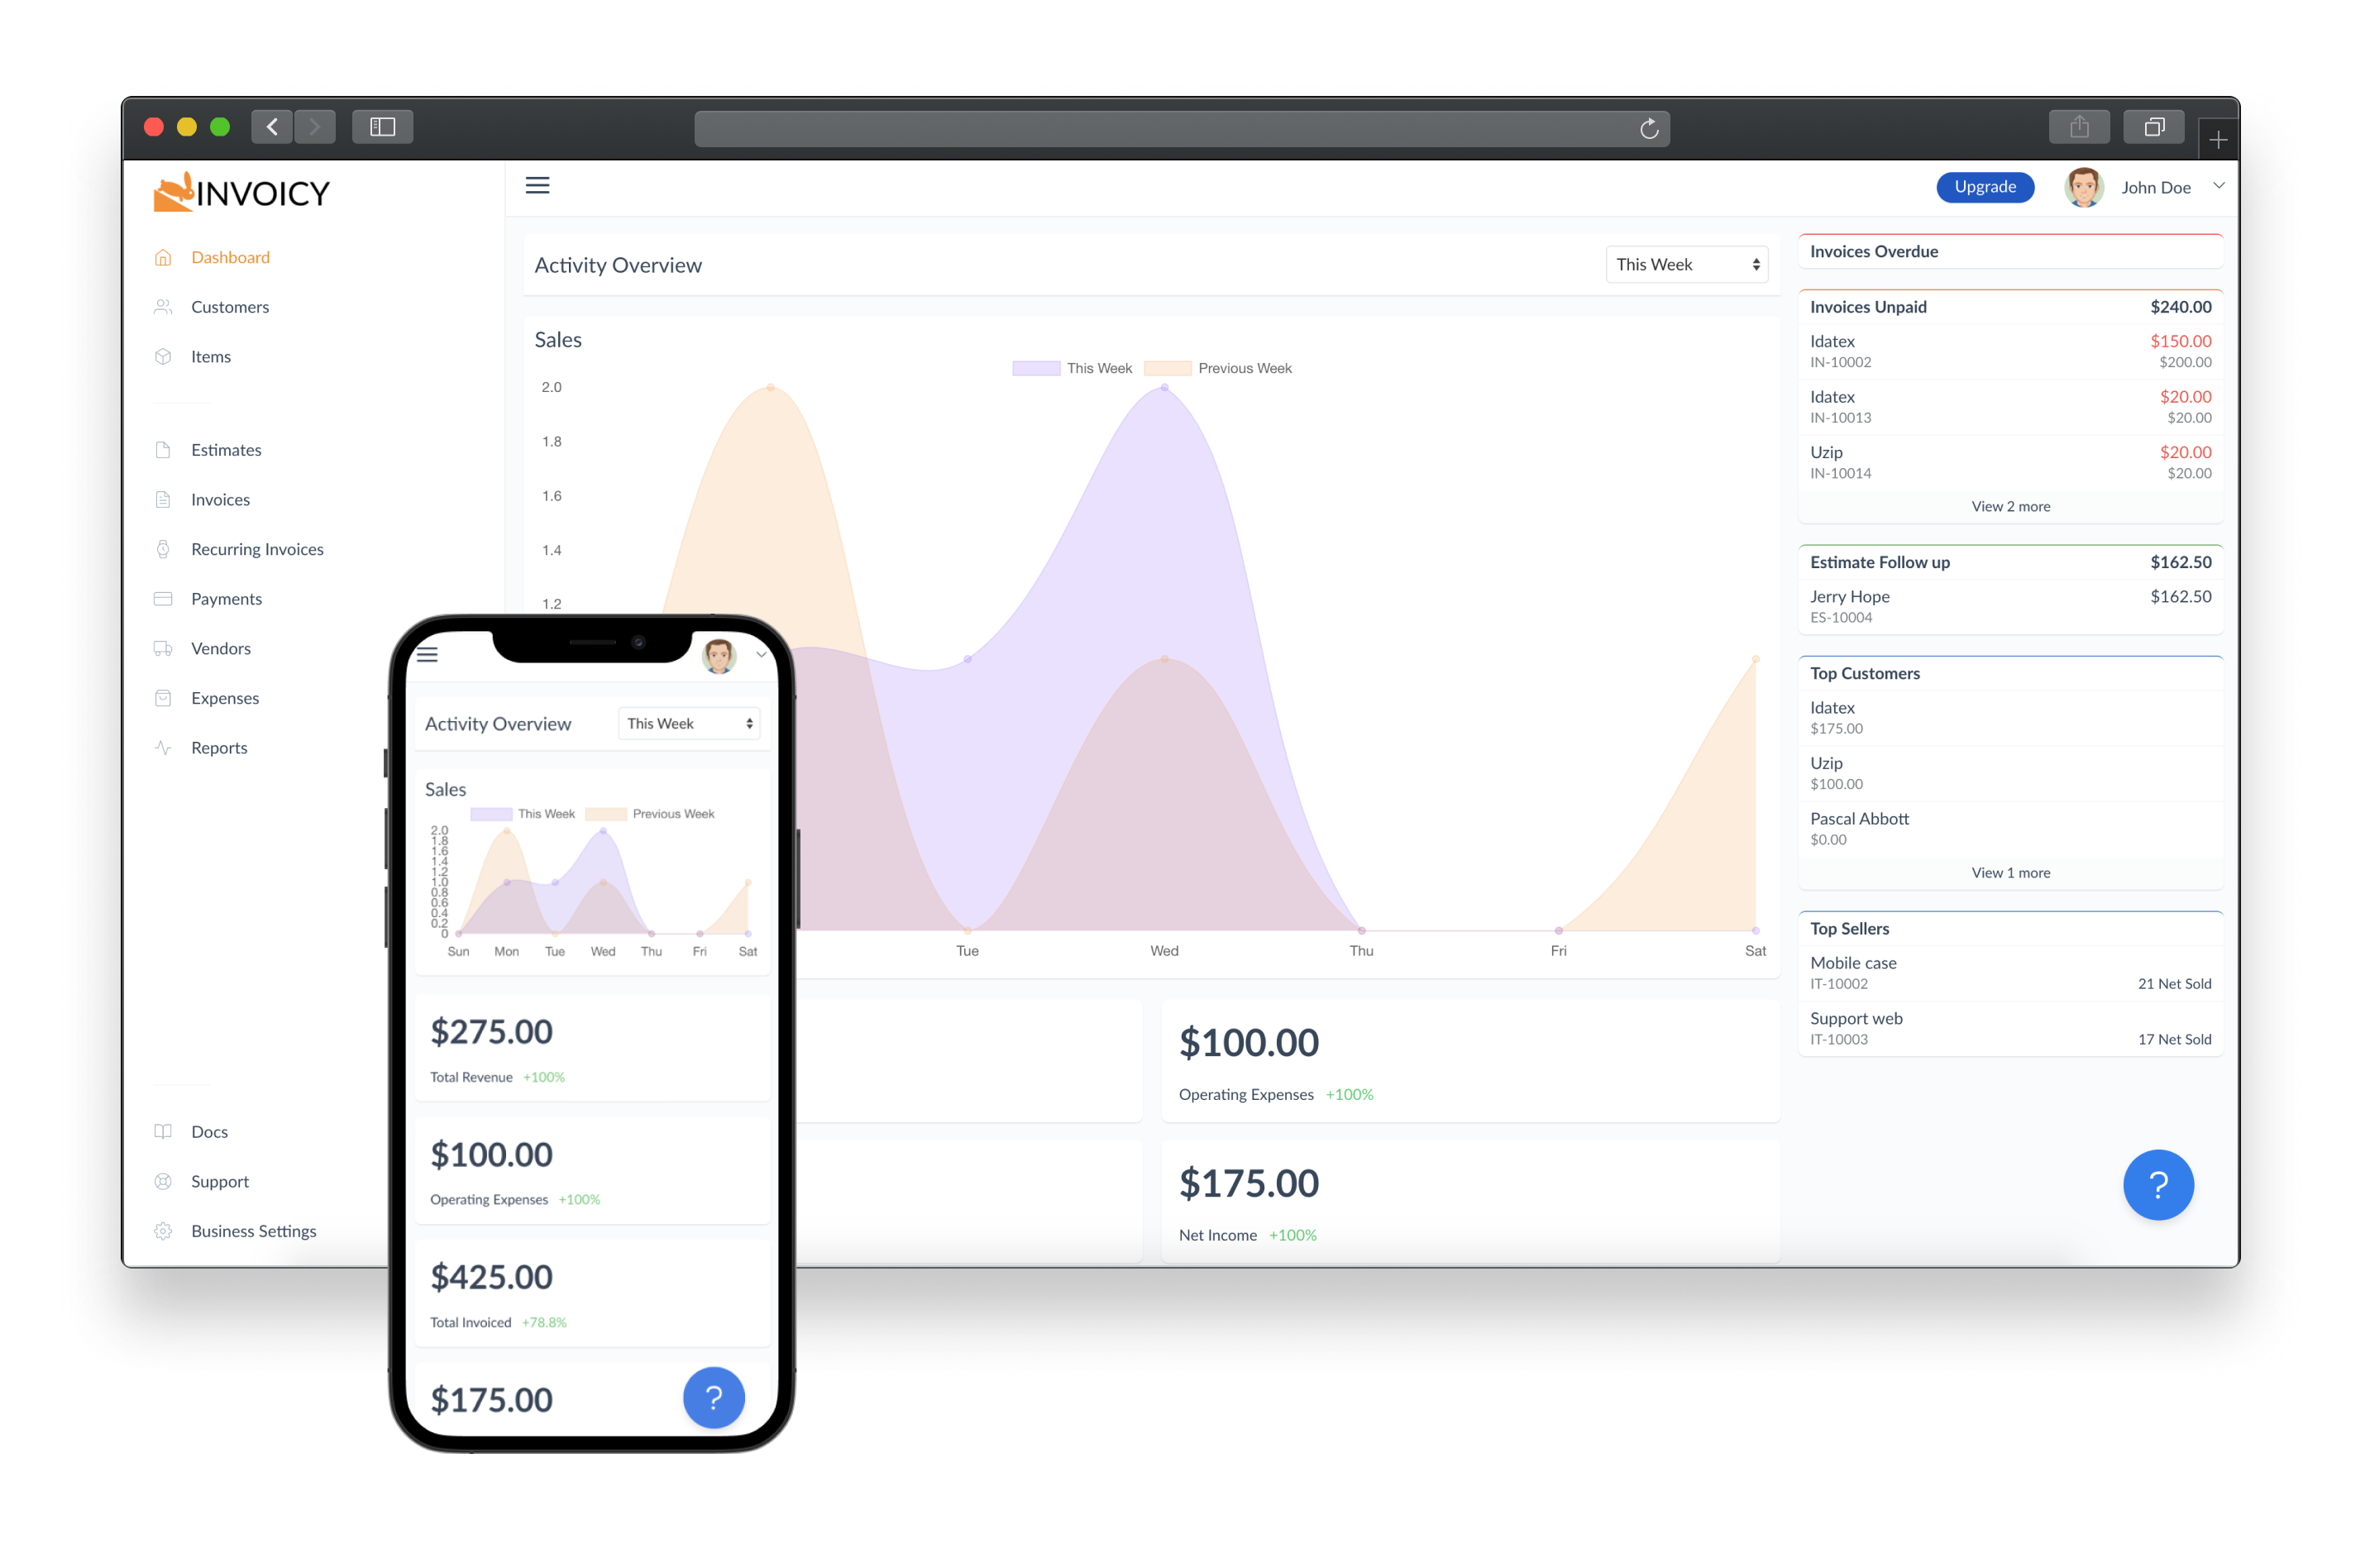 INVOICY
Upgrade
John Doe
Dashboard
Customers
Items
Estimates
Invoices
Recurring Invoices
Payments
Vendors
Expenses
Reports
Docs
Support
Business Settings
Activity Overview
This Week
Sales
This Week Previous Week
2.0
1.8
1.6
1.4
1.2
Tue Wed Thu Fri Sat
$100.00
Operating Expenses +100%
$175.00
Net Income +100%
Invoices Overdue
Invoices Unpaid $240.00
Idatex $150.00
IN-10002 $200.00
Idatex $20.00
IN-10013 $20.00
Uzip $20.00
IN-10014 $20.00
View 2 more
Estimate Follow up $162.50
Jerry Hope $162.50
ES-10004
Top Customers
Idatex
$175.00
Uzip
$100.00
Pascal Abbott
$0.00
View 1 more
Top Sellers
Mobile case
IT-10002 21 Net Sold
Support web
IT-10003 17 Net Sold
?
Activity Overview This Week
Sales
This Week Previous Week
2.0
1.8
1.6
1.4
1.2
1.0
0.8
0.6
0.4
0.2
0
Sun Mon Tue Wed Thu Fri Sat
$275.00
Total Revenue +100%
$100.00
Operating Expenses +100%
$425.00
Total Invoiced +78.8%
$175.00
?